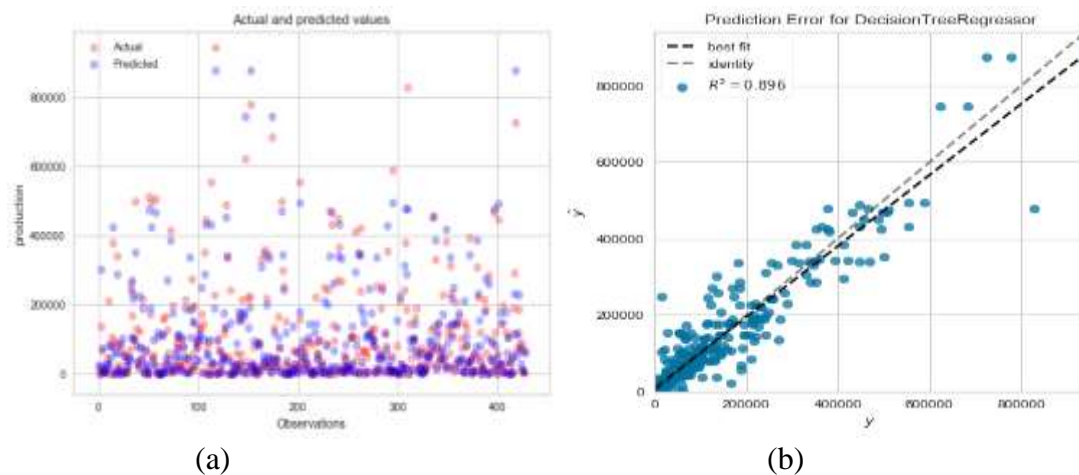 Actual and predicted values
Actual
Predicted
production
800000
600000
400000
200000
0
0
100
200
300
400
Observations
(a)
Prediction Error for DecisionTreeRegressor
best fit
identity
R² = 0.896
ŷ
800000
600000
400000
200000
0
0
200000
400000
600000
800000
y
(b)